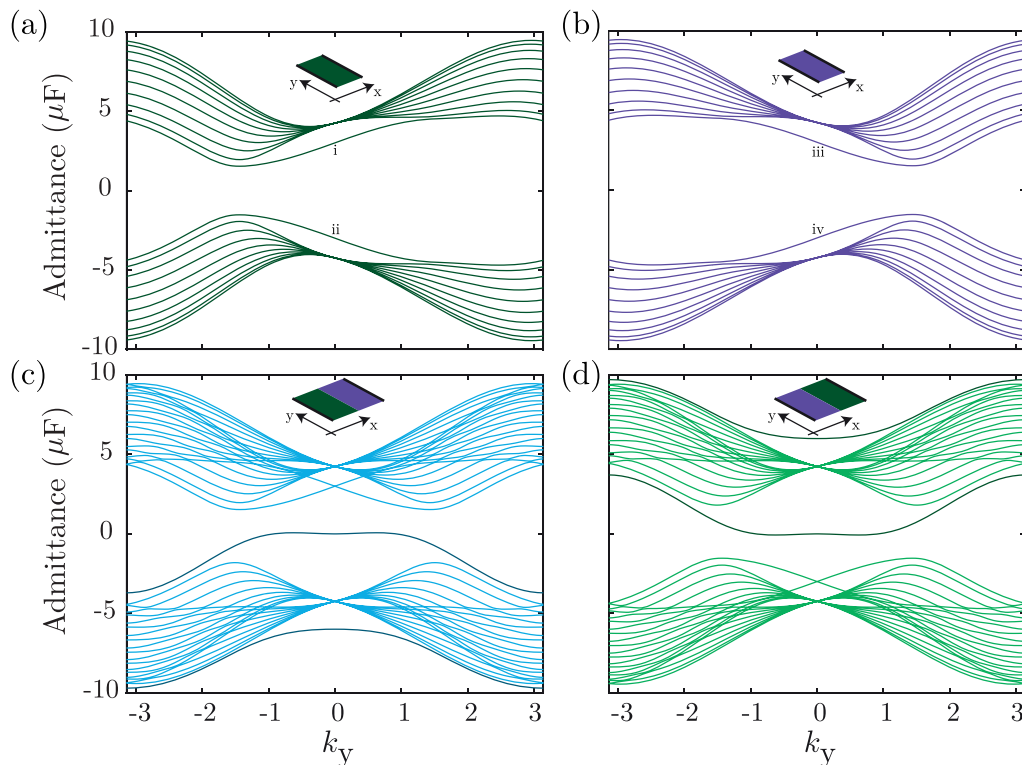 (a)
10
5
0
-5
-10
Admittance (μF)
y
x
i
ii
(b)
y
x
iii
iv
(c)
10
5
0
-5
-10
Admittance (μF)
y
x
-3 -2 -1 0 1 2 3
ky
(d)
y
x
-3 -2 -1 0 1 2 3
ky